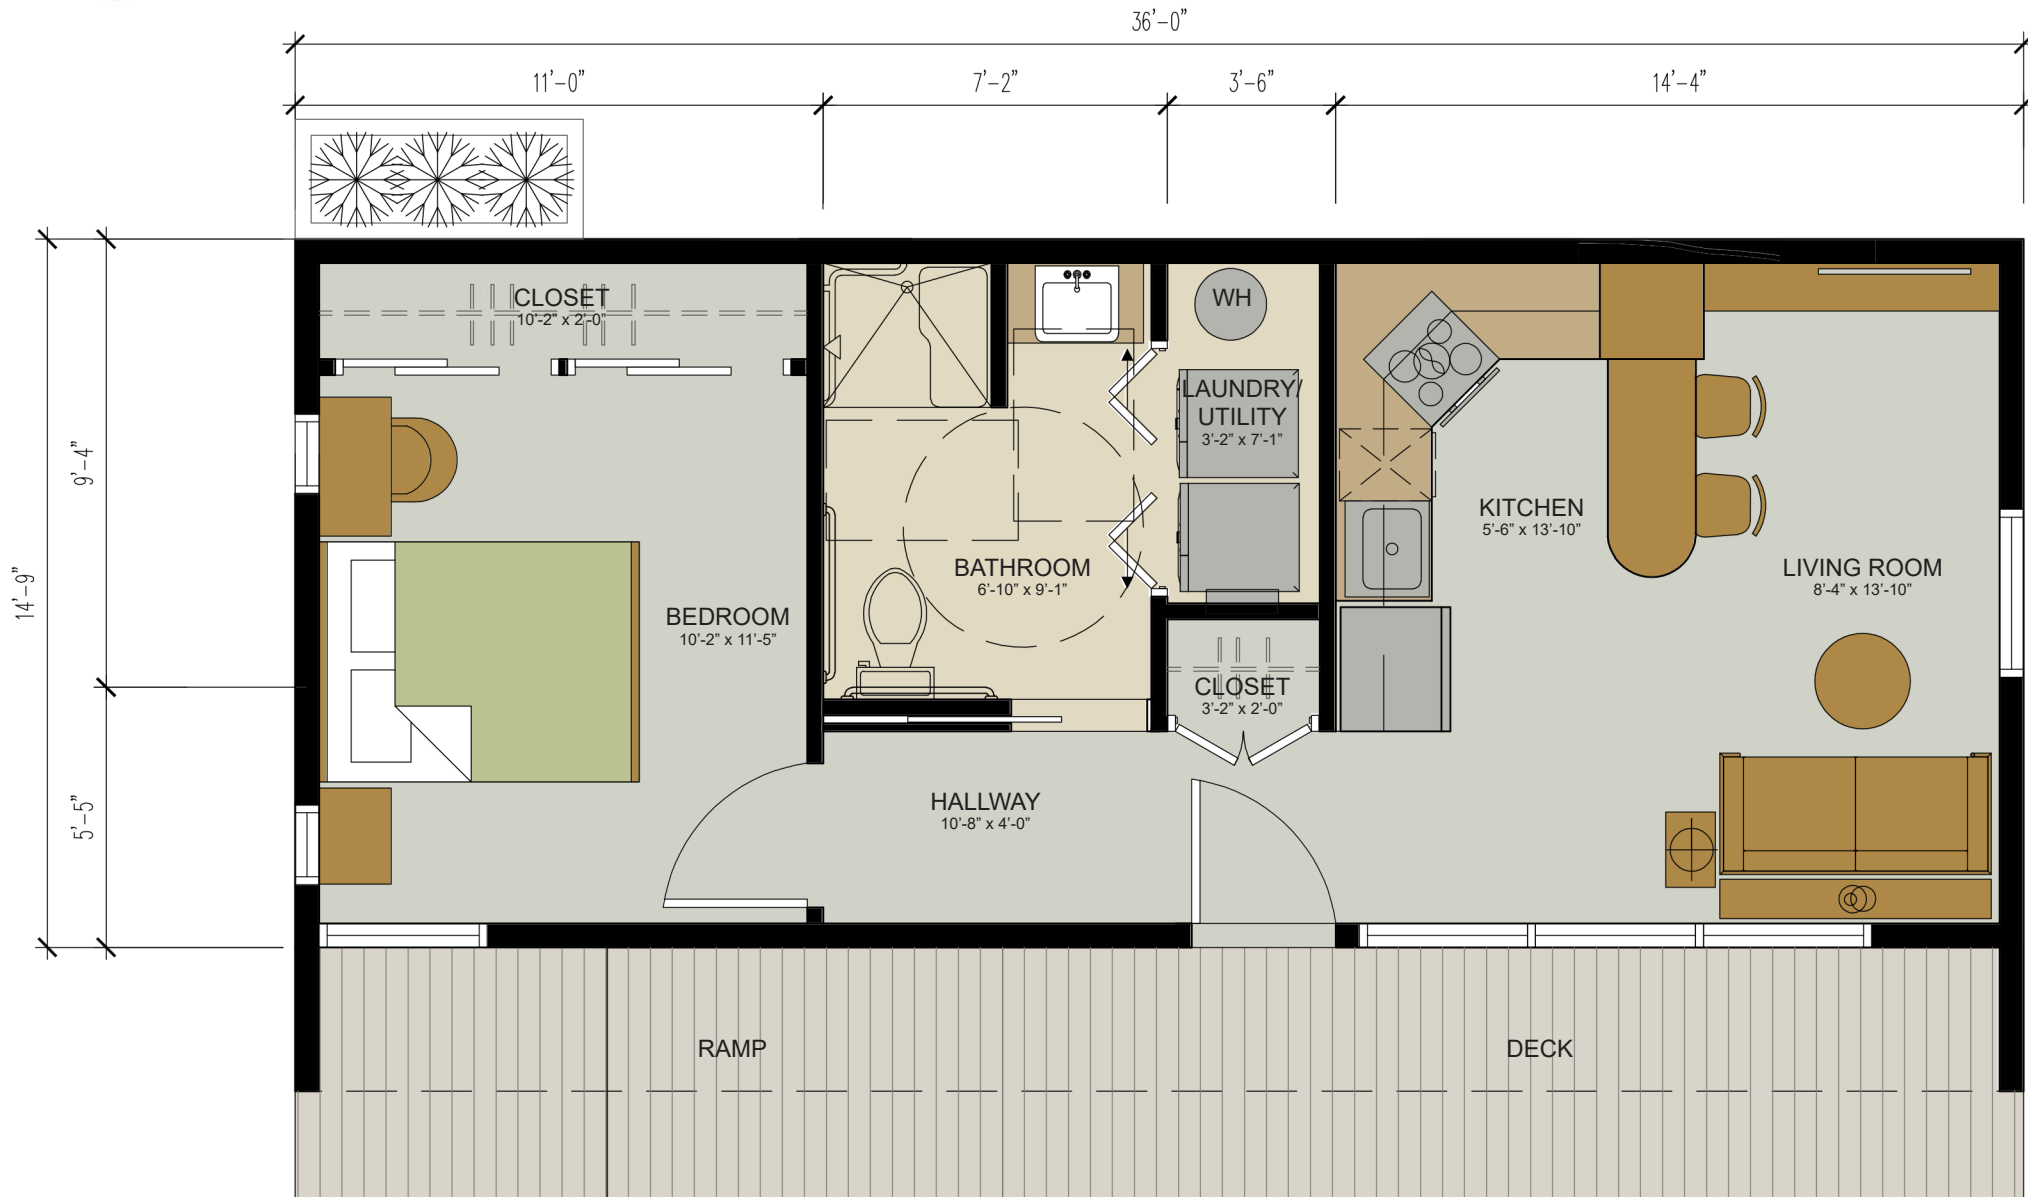 36'-0"
11'-0"
7'-2"
3'-6"
14'-4"
14'-9"
9'-4"
5'-5"
CLOSET
10'-2" x 2'-0"
WH
LAUNDRY/
UTILITY
3'-2" x 7'-1"
KITCHEN
5'-6" x 13'-10"
LIVING ROOM
8'-4" x 13'-10"
BATHROOM
6'-10" x 9'-1"
BEDROOM
10'-2" x 11'-5"
CLOSET
3'-2" x 2'-0"
HALLWAY
10'-8" x 4'-0"
RAMP
DECK